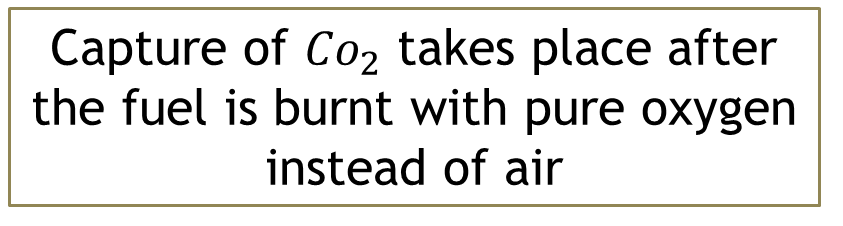 Capture of Co₂ takes place after
the fuel is burnt with pure oxygen
instead of air